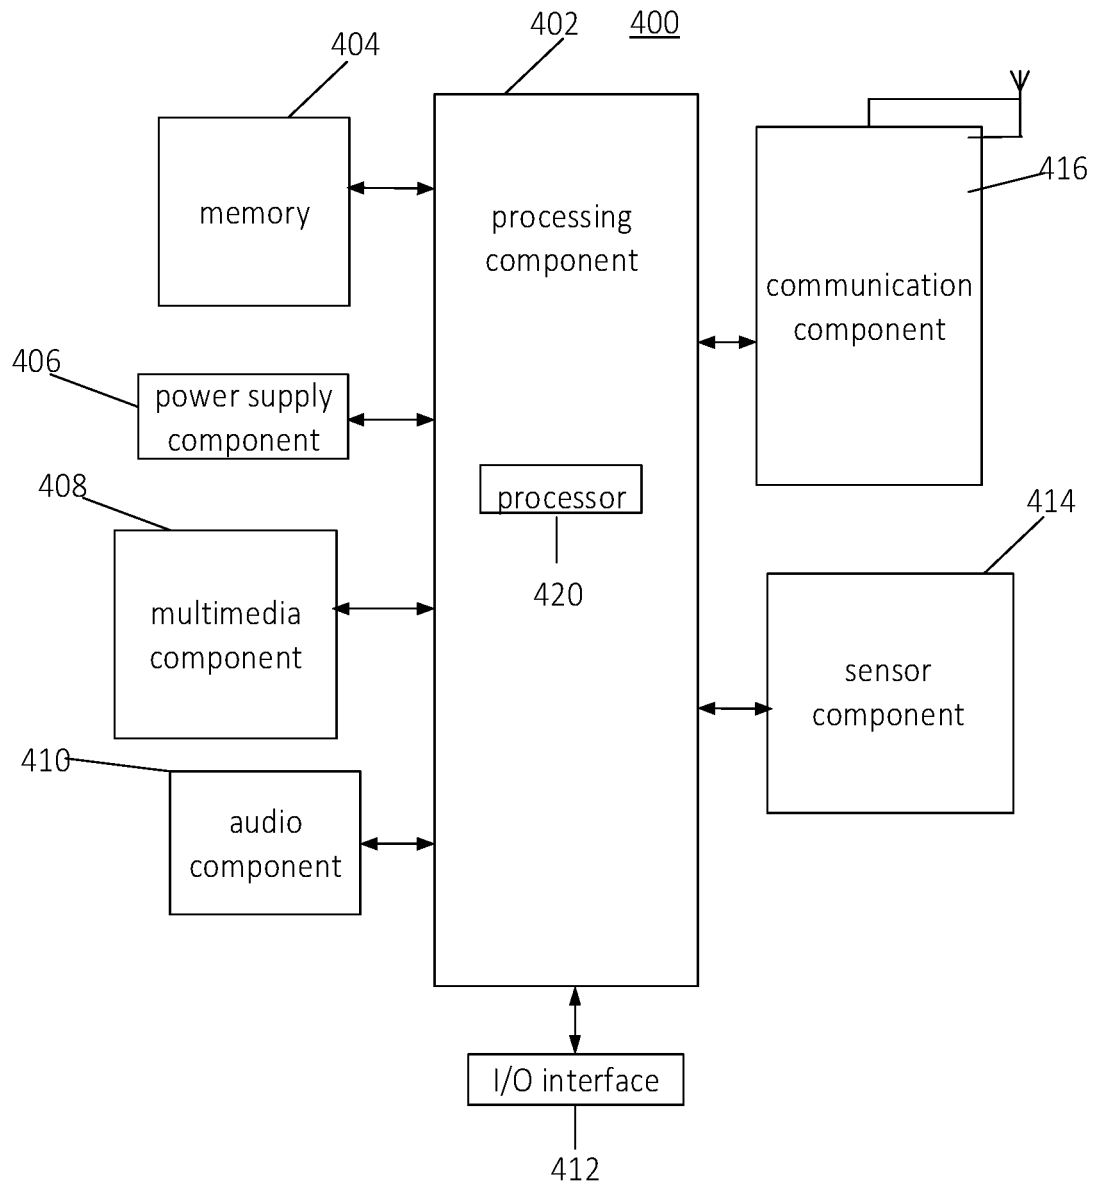 402
400
404
memory
processing
component
416
communication
component
406
power supply
component
408
processor
420
414
multimedia
component
sensor
component
410
audio
component
I/O interface
412